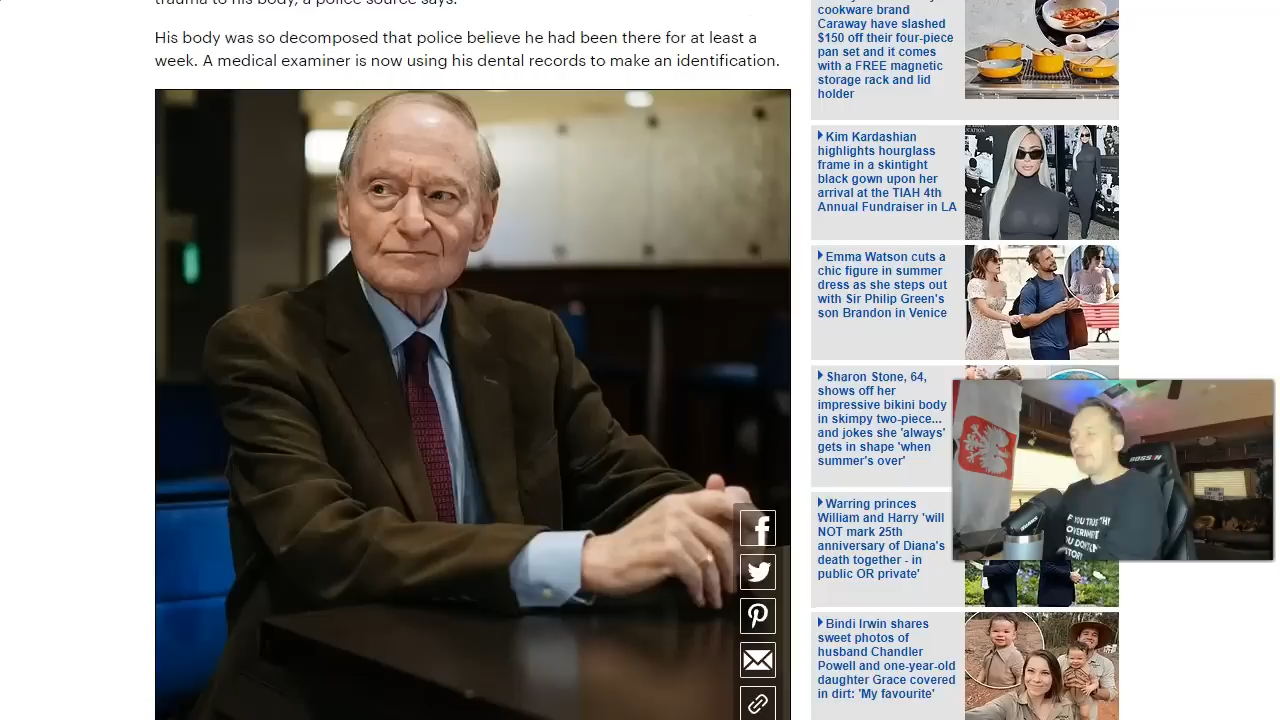 trauma to his body, a police source says.
His body was so decomposed that police believe he had been there for at least a
week. A medical examiner is now using his dental records to make an identification.
cookware brand
Caraway have slashed
$150 off their four-piece
pan set and it comes
with a FREE magnetic
storage rack and lid
holder
Kim Kardashian
highlights hourglass
frame in a skintight
black gown upon her
arrival at the TIAH 4th
Annual Fundraiser in LA
Emma Watson cuts a
chic figure in summer
dress as she steps out
with Sir Philip Green's
son Brandon in Venice
Sharon Stone, 64,
shows off her
impressive bikini body
in skimpy two-piece...
and jokes she 'always'
gets in shape 'when
summer's over'
Warring princes
William and Harry 'will
NOT mark 25th
anniversary of Diana's
death together - in
public OR private'
Bindi Irwin shares
sweet photos of
husband Chandler
Powell and one-year-old
daughter Grace covered
in dirt: 'My favourite'